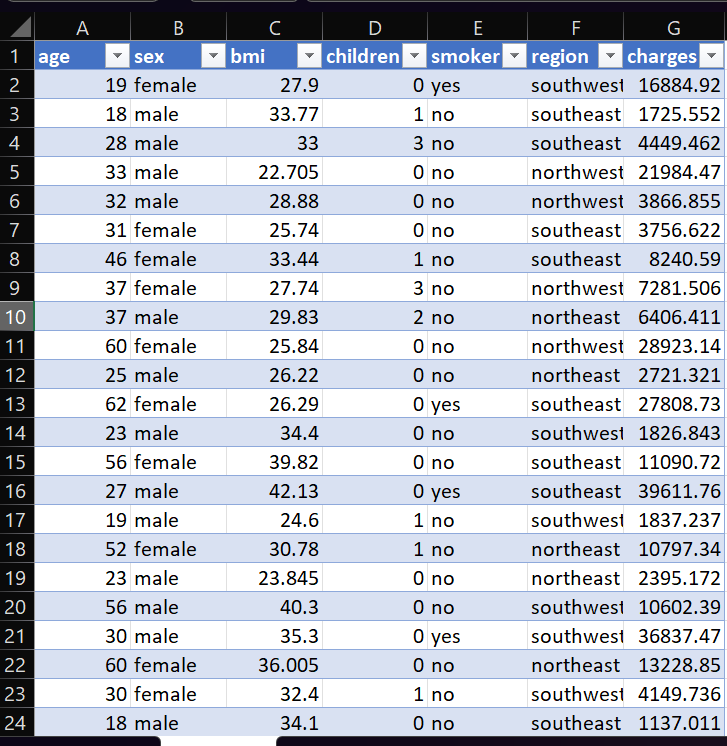 A B C D E F G
1 age sex bmi children smoker region charges
2 19 female 27.9 0 yes southwest 16884.92
3 18 male 33.77 1 no southeast 1725.552
4 28 male 33 3 no southeast 4449.462
5 33 male 22.705 0 no northwest 21984.47
6 32 male 28.88 0 no northwest 3866.855
7 31 female 25.74 0 no southeast 3756.622
8 46 female 33.44 1 no southeast 8240.59
9 37 female 27.74 3 no northwest 7281.506
10 37 male 29.83 2 no northeast 6406.411
11 60 female 25.84 0 no northwest 28923.14
12 25 male 26.22 0 no northeast 2721.321
13 62 female 26.29 0 yes southeast 27808.73
14 23 male 34.4 0 no southwest 1826.843
15 56 female 39.82 0 no southeast 11090.72
16 27 male 42.13 0 yes southeast 39611.76
17 19 male 24.6 1 no southwest 1837.237
18 52 female 30.78 1 no northeast 10797.34
19 23 male 23.845 0 no northeast 2395.172
20 56 male 40.3 0 no southwest 10602.39
21 30 male 35.3 0 yes southwest 36837.47
22 60 female 36.005 0 no northeast 13228.85
23 30 female 32.4 1 no southwest 4149.736
24 18 male 34.1 0 no southeast 1137.011